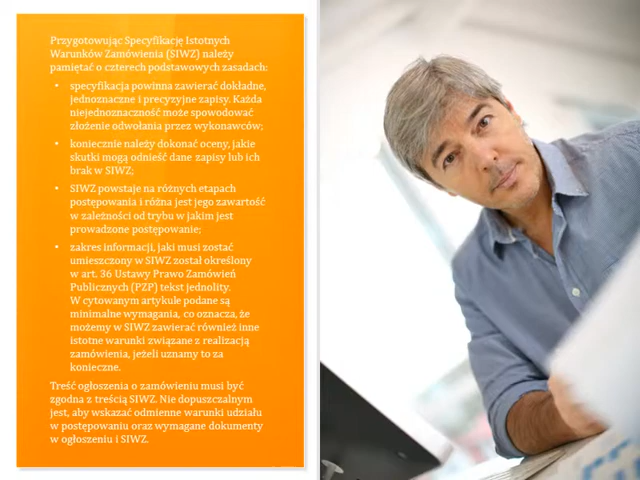 Przygotowując Specyfikację Istotnych
Warunków Zamówienia (SIWZ) należy
pamiętać o czterech podstawowych zasadach:
• specyfikacja powinna zawierać dokładne,
jednoznaczne i precyzyjne zapisy. Każda
niejednoznaczność może spowodować
złożenie odwołania przez wykonawców;
• koniecznie należy dokonać oceny, jakie
skutki mogą odnieść dane zapisy lub ich
brak w SIWZ;
• SIWZ powstaje na różnych etapach
postępowania i różna jest jego zawartość
w zależności od trybu w jakim jest
prowadzone postępowanie;
• zakres informacji, jaki musi zostać
umieszczony w SIWZ został określony
w art. 36 Ustawy Prawo Zamówień
Publicznych (PZP) tekst jednolity.
W cytowanym artykule podane są
minimalne wymagania, co oznacza, że
możemy w SIWZ zawierać również inne
istotne warunki związane z realizacją
zamówienia, jeżeli uznamy to za
konieczne.
Treść ogłoszenia o zamówieniu musi być
zgodna z treścią SIWZ. Nie dopuszczalnym
jest, aby wskazać odmienne warunki udziału
w postępowaniu oraz wymagane dokumenty
w ogłoszeniu i SIWZ.